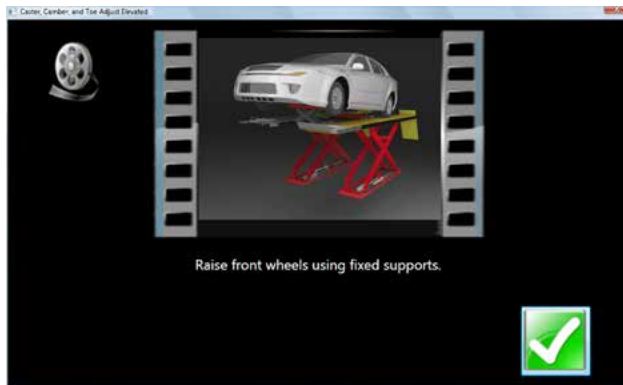 Caster, Camber, and Toe Adjust Elevated
Raise front wheels using fixed supports.